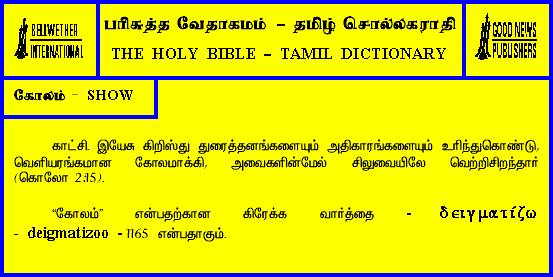 BELLWETHER
INTERNATIONAL
பரிசுத்த வேதாகமம் - தமிழ் சொல்லகராதி
THE HOLY BIBLE - TAMIL DICTIONARY
GOOD NEWS
PUBLISHERS
கோலம் - SHOW
காட்சி. இயேசு கிறிஸ்து துரைத்தனங்களையும் அதிகாரங்களையும் உரிந்துகொண்டு,
வெளியரங்கமான கோலமாக்கி, அவைகளின்மேல் சிலுவையிலே வெற்றிசிறந்தார்
(கொலோ 2:15).
"கோலம்" என்பதற்கான கிரேக்க வார்த்தை - δειγματίζω
- deigmatizoo - 1165 என்பதாகும்.